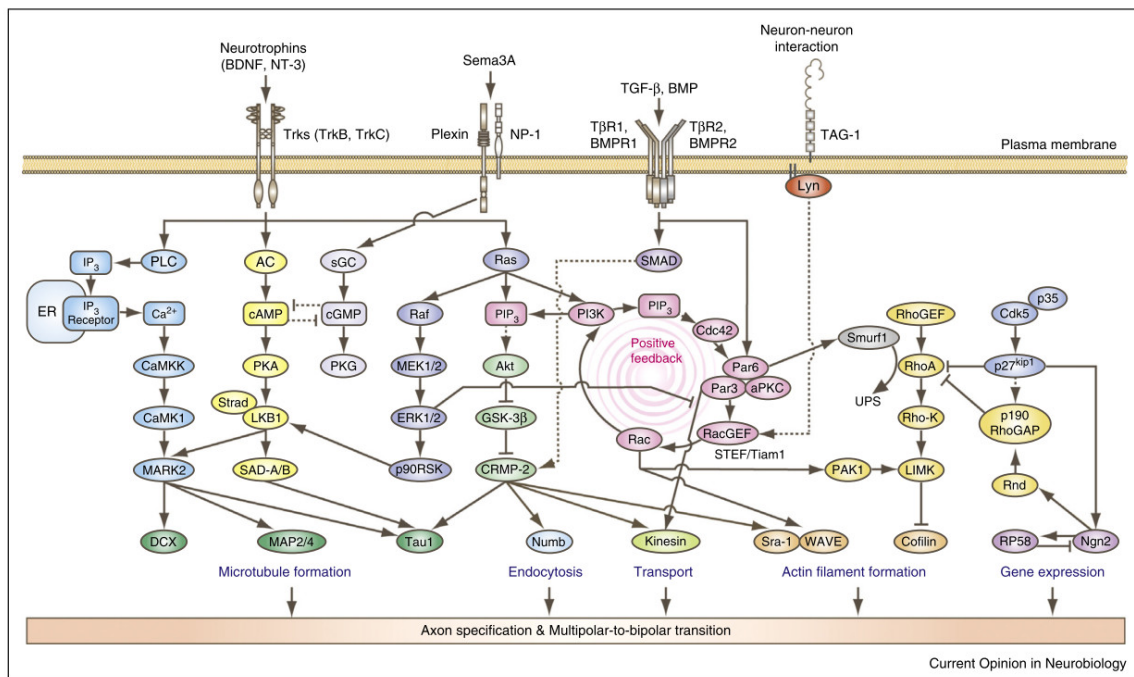 Neurotrophins
(BDNF, NT-3)
Sema3A
Neuron-neuron
interaction
TGF-β, BMP
Trks (TrkB, TrkC)
Plexin
NP-1
TβR1,
BMPR1
TβR2,
BMPR2
TAG-1
Plasma membrane
Lyn
IP3
PLC
AC
sGC
Ras
SMAD
ER
IP3
Receptor
Ca2+
cAMP
cGMP
Raf
PIP3
PI3K
PIP3
Cdc42
Smurf1
RhoGEF
Cdk5
p35
Positive
feedback
CaMKK
PKA
PKG
MEK1/2
Akt
Par6
Par3
aPKC
UPS
RhoA
p27kip1
Strad
CaMK1
LKB1
ERK1/2
GSK-3β
Rac
RacGEF
STEF/Tiam1
Rho-K
p190
RhoGAP
MARK2
SAD-A/B
p90RSK
CRMP-2
PAK1
LIMK
Rnd
DCX
MAP2/4
Tau1
Numb
Kinesin
Sra-1
WAVE
Cofilin
RP58
Ngn2
Microtubule formation
Endocytosis
Transport
Actin filament formation
Gene expression
Axon specification & Multipolar-to-bipolar transition
Current Opinion in Neurobiology